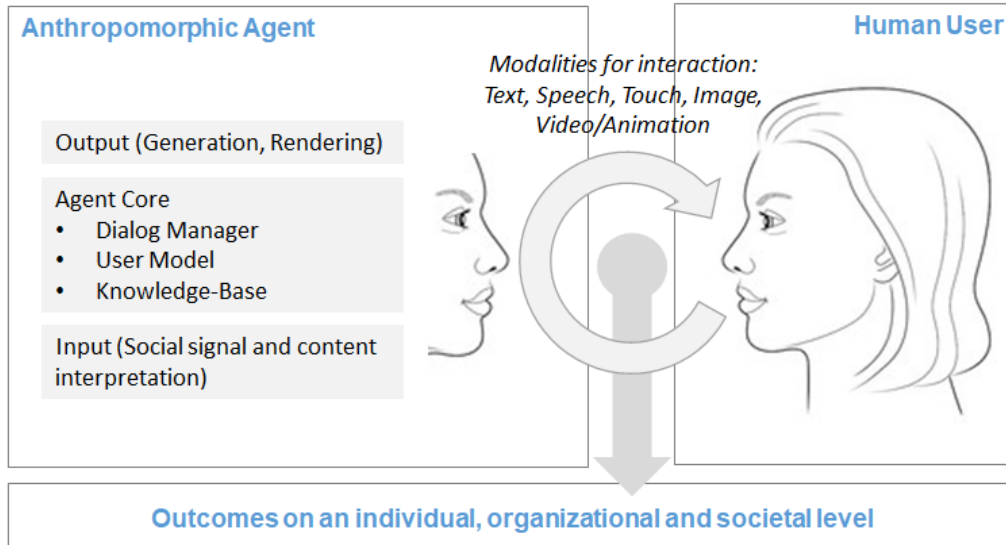 Anthropomorphic Agent
Human User
Modalities for interaction:
Text, Speech, Touch, Image,
Video/Animation
Output (Generation, Rendering)
Agent Core
• Dialog Manager
• User Model
• Knowledge-Base
Input (Social signal and content
interpretation)
Outcomes on an individual, organizational and societal level